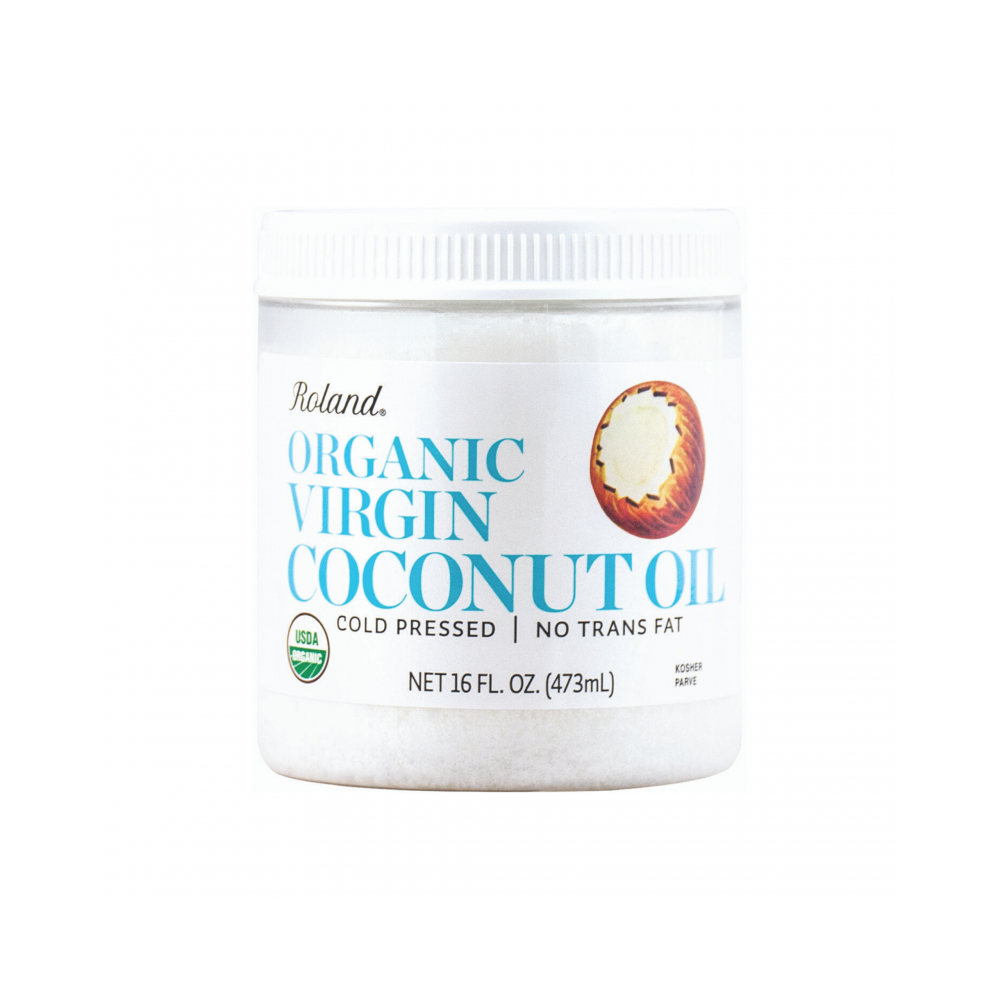 Roland®
ORGANIC
VIRGIN
COCONUT OIL
COLD PRESSED | NO TRANS FAT
USDA
ORGANIC
NET 16 FL. OZ. (473mL)
KOSHER
PARVE